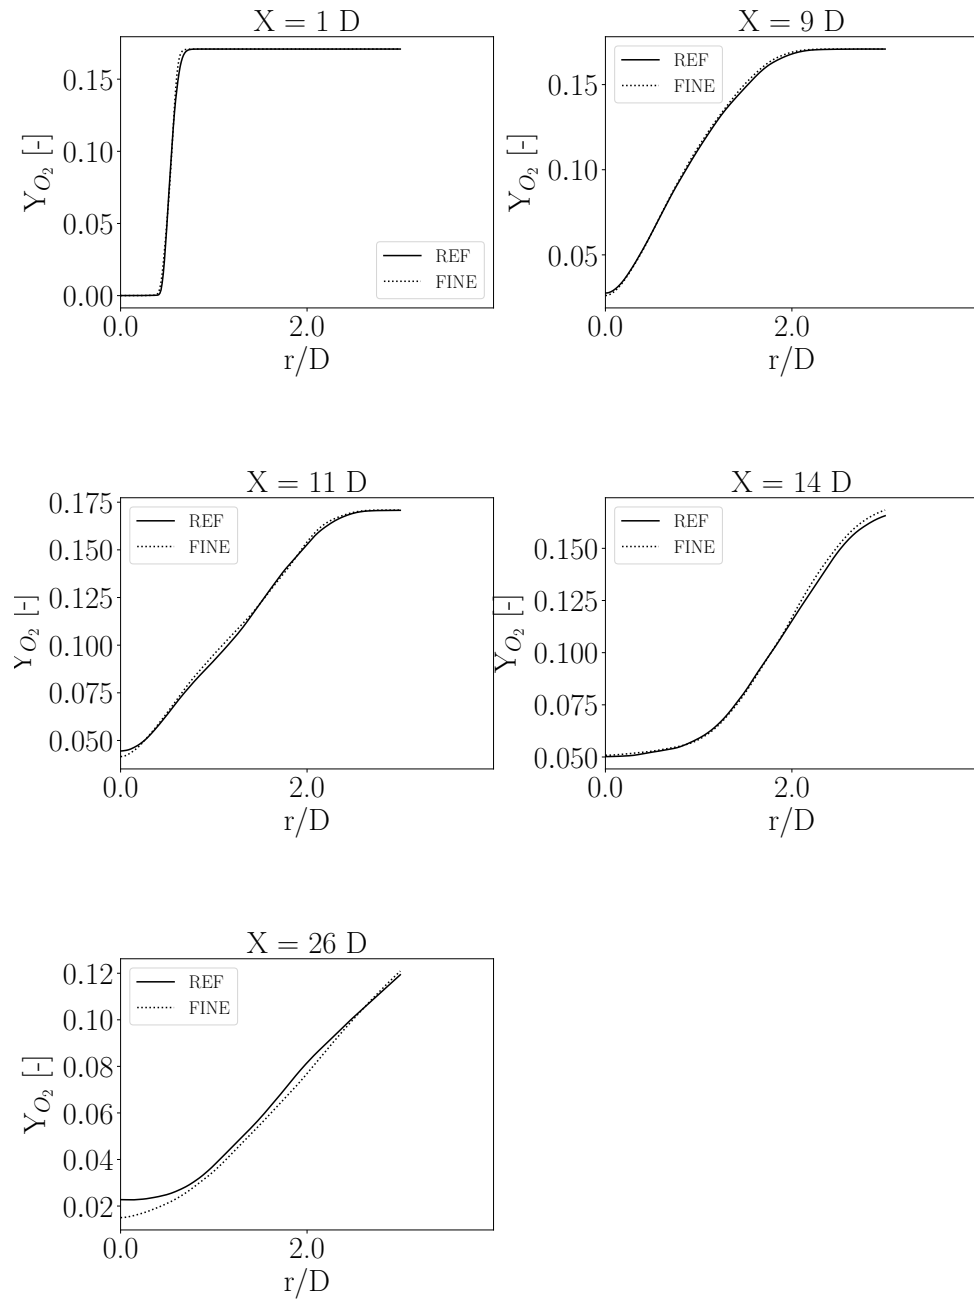 X = 1 D
Y_{O_2} [-]
0.15
0.10
0.05
0.00
REF
FINE
0.0
2.0
r/D
X = 9 D
Y_{O_2} [-]
0.15
0.10
0.05
REF
FINE
0.0
2.0
r/D
X = 11 D
Y_{O_2} [-]
0.175
0.150
0.125
0.100
0.075
0.050
REF
FINE
0.0
2.0
r/D
X = 14 D
Y_{O_2} [-]
0.150
0.125
0.100
0.075
0.050
REF
FINE
0.0
2.0
r/D
X = 26 D
Y_{O_2} [-]
0.12
0.10
0.08
0.06
0.04
0.02
REF
FINE
0.0
2.0
r/D